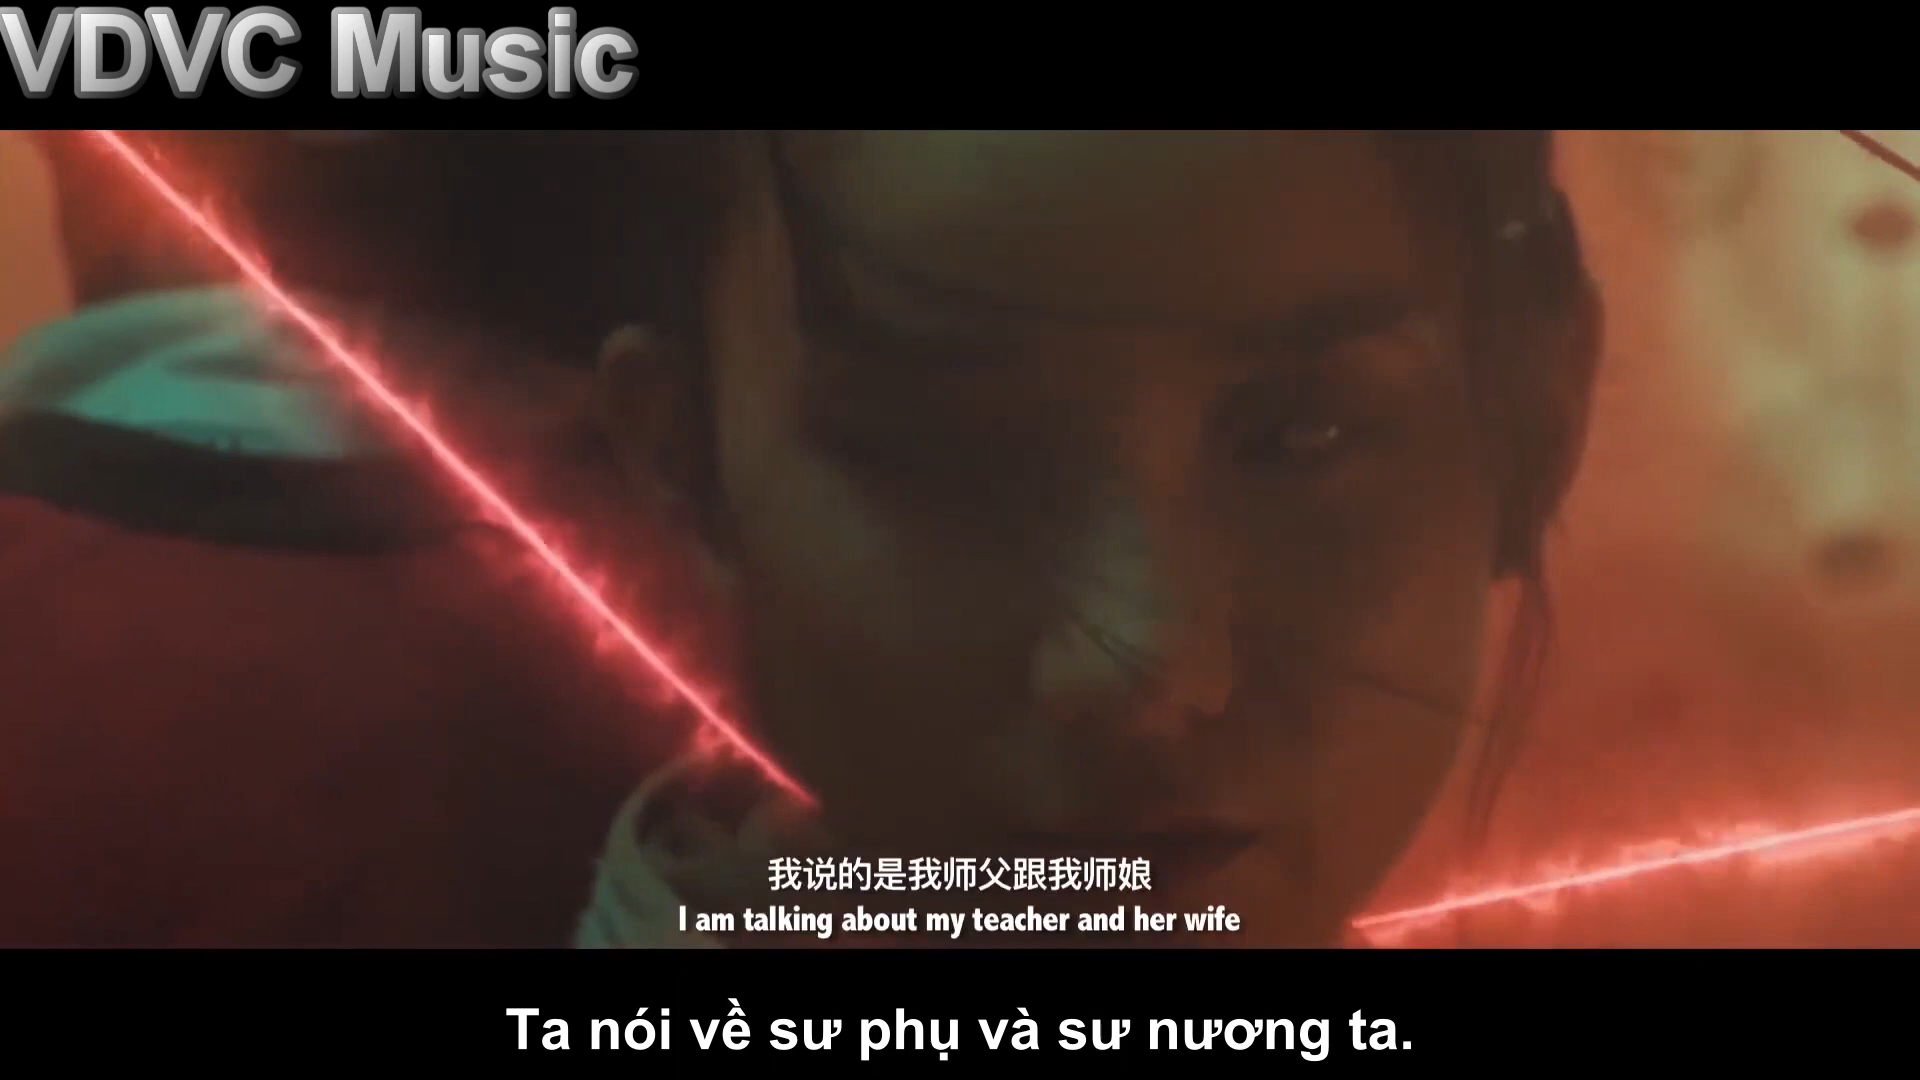 VDVC Music
我说的是我师父跟我师娘
I am talking about my teacher and her wife
Ta nói về sư phụ và sư nương ta.